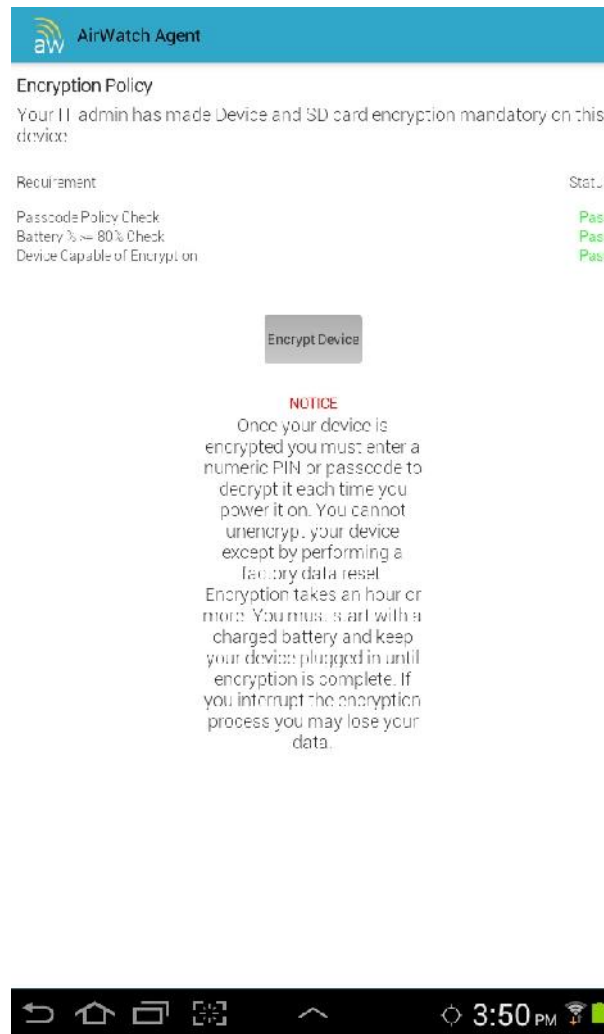 aw AirWatch Agent
Encryption Policy
Your IT admin has made Device and SD card encryption mandatory on this
device
Requirement Statu
Passcode Policy Check Pas
Battery % >= 80% Check Pas
Device Capable of Encryption Pas
Encrypt Device
NOTICE
Once your device is
encrypted you must enter a
numeric PIN or passcode to
decrypt it each time you
power it on. You cannot
unencrypt your device
except by performing a
factory data reset
Encryption takes an hour or
more. You must start with a
charged battery and keep
your device plugged in until
encryption is complete. If
you interrupt the encryption
process you may lose your
data.
3:50 PM